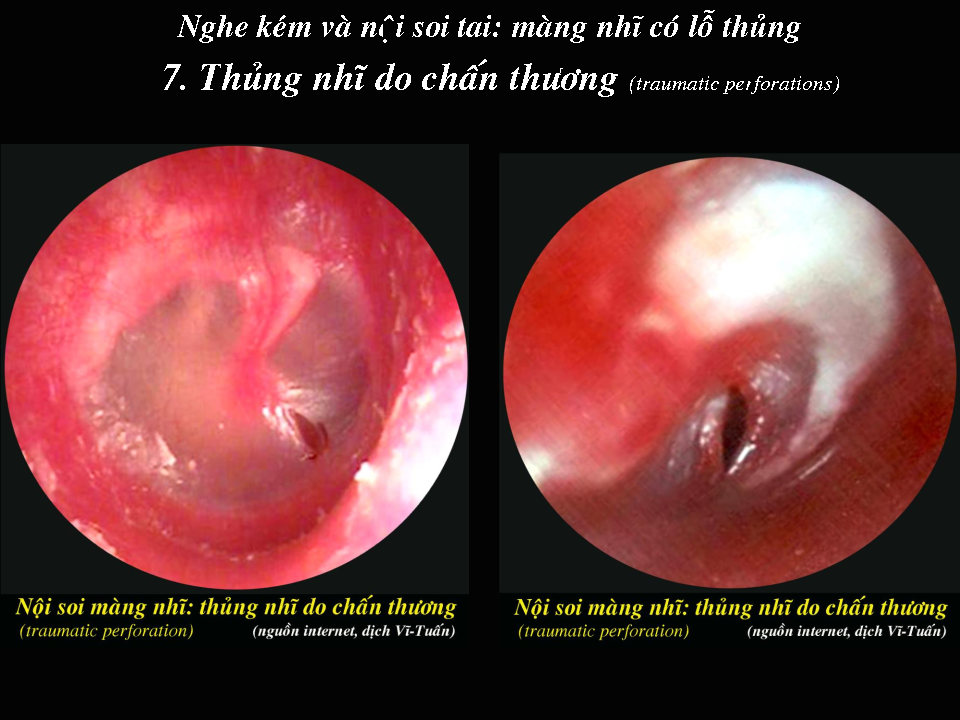 Nghe kém và nội soi tai: màng nhĩ có lỗ thủng
7. Thủng nhĩ do chấn thương (traumatic perforations)
Nội soi màng nhĩ: thủng nhĩ do chấn thương
(traumatic perforation) (nguồn internet, dịch Vĩ-Tuấn)
Nội soi màng nhĩ: thủng nhĩ do chấn thương
(traumatic perforation) (nguồn internet, dịch Vĩ-Tuấn)